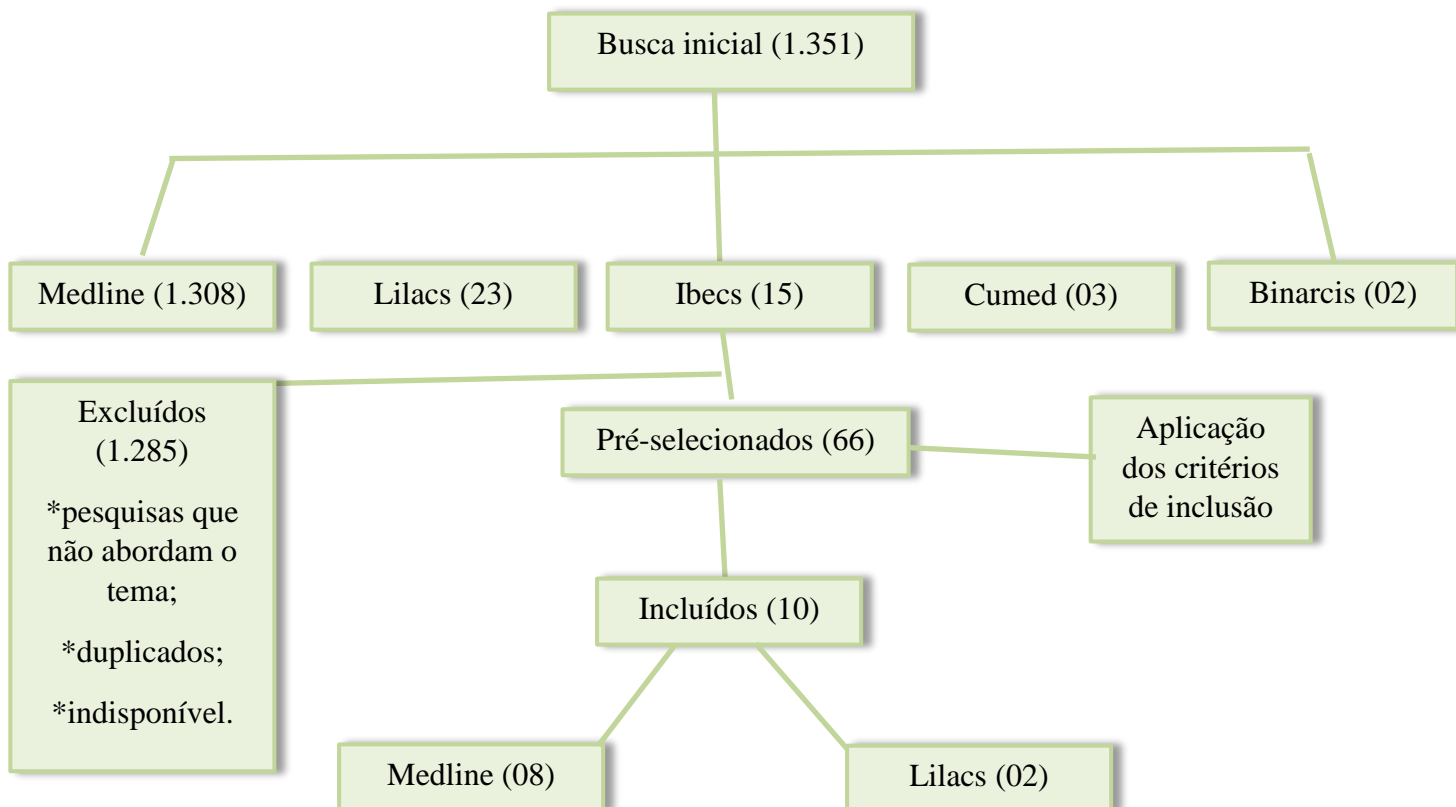 Busca inicial (1.351)
Medline (1.308)
Lilacs (23)
Ibecs (15)
Cumed (03)
Binarcis (02)
Excluídos
(1.285)
*pesquisas que
não abordam o
tema;
*duplicados;
*indisponível.
Pré-selecionados (66)
Aplicação
dos critérios
de inclusão
Incluídos (10)
Medline (08)
Lilacs (02)